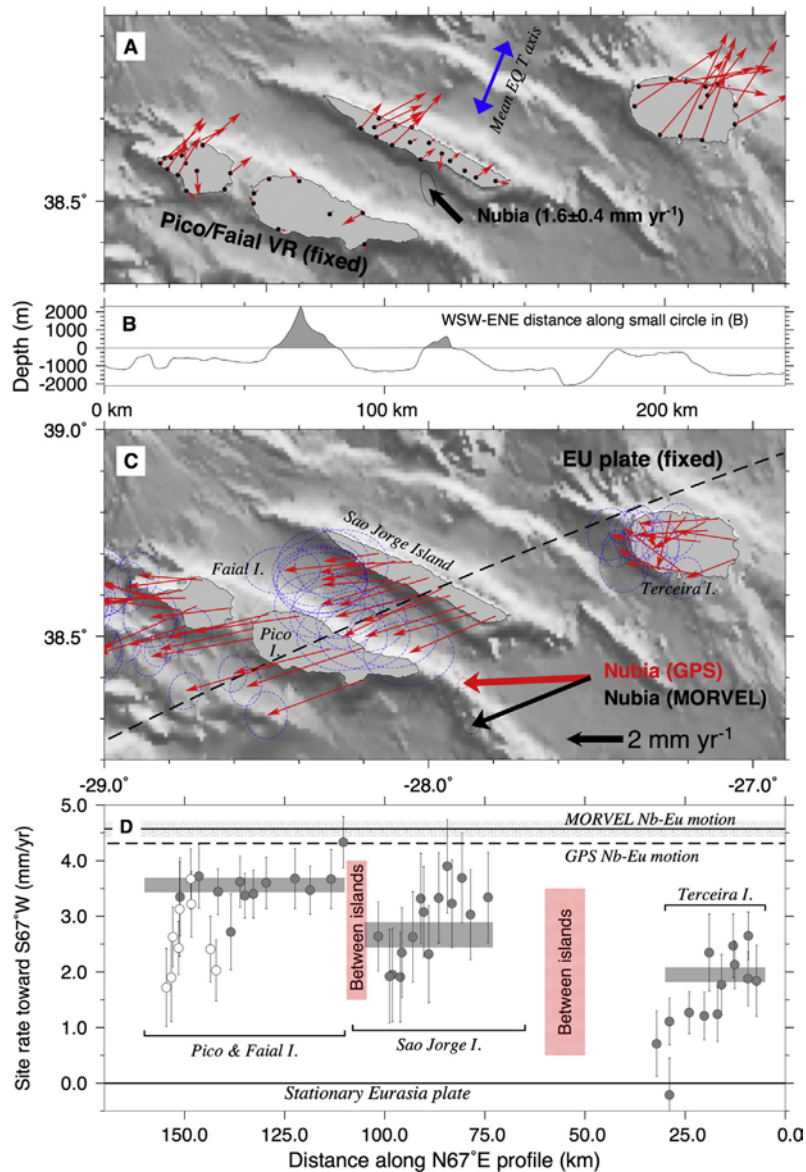 A
Mean EQ T axis
38.5°
Nubia (1.6±0.4 mm yr-1)
Pico/Faial VR (fixed)
B
WSW-ENE distance along small circle in (B)
Depth (m)
2000
1000
0
-1000
-2000
0 km
100 km
200 km
39.0°
C
EU plate (fixed)
Sao Jorge Island
Faial I.
Terceira I.
38.5°
Pico
I.
Nubia (GPS)
Nubia (MORVEL)
2 mm yr-1
-29.0°
-28.0°
-27.0°
5.0
D
MORVEL Nb-Eu motion
GPS Nb-Eu motion
4.0
3.0
2.0
1.0
0.0
Site rate toward S67°W (mm/yr)
Between islands
Between islands
Terceira I.
Pico & Faial I.
Sao Jorge I.
Stationary Eurasia plate
150.0
125.0
100.0
75.0
50.0
25.0
0.0
Distance along N67°E profile (km)